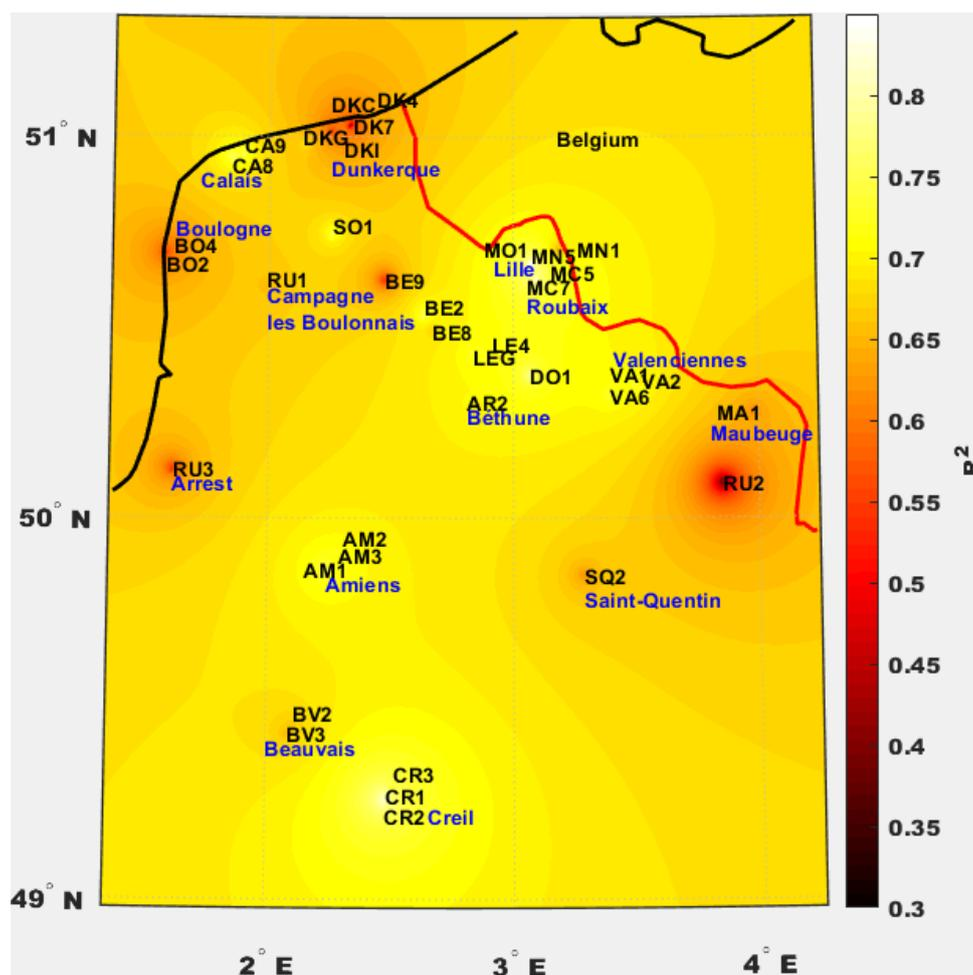 DKC DK4
51° N
DKG DK7
DKI
CA9
CA8
Calais
Dunkerque
Belgium
Boulogne
BO4
BO2
SO1
RU1
Campagne
les Boulonnais
BE9
BE2
BE8
MO1 MN5 MN1
Lille MC5
MC7
Roubaix
LE4
LEG
DO1
Valenciennes
VA1 VA2
VA6
AR2
Béthune
MA1
Maubeuge
RU3
Arrest
RU2
50° N
AM2
AM3
AM1
Amiens
SQ2
Saint-Quentin
BV2
BV3
Beauvais
CR3
CR1
CR2 Creil
49° N
2° E 3° E 4° E
0.8
0.75
0.7
0.65
0.6
0.55
0.5
0.45
0.4
0.35
0.3